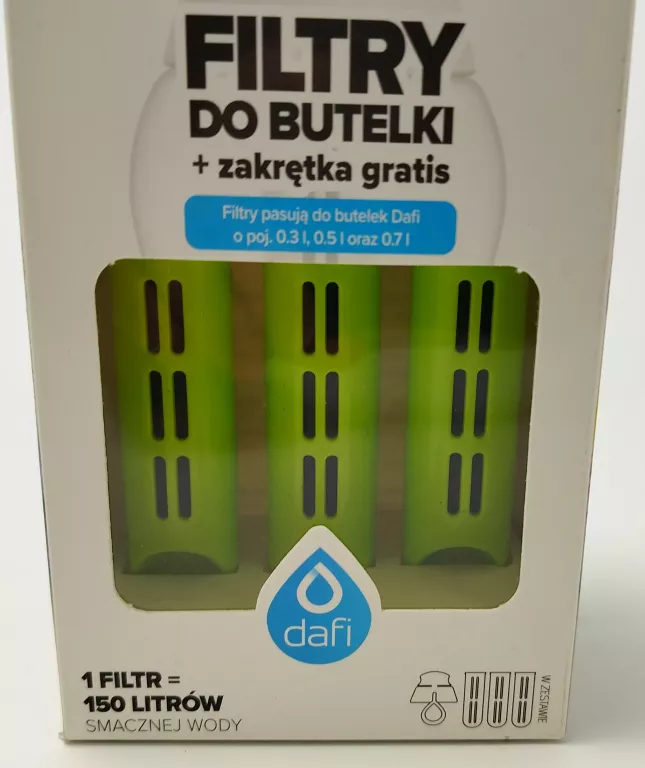 FILTRY
DO BUTELKI
+ zakrętka gratis
Filtry pasują do butelek Dafi
o poj. 0.3 l, 0.5 l oraz 0.7 l
dafi
1 FILTR =
150 LITRÓW
SMACZNEJ WODY
W ZESTAWIE